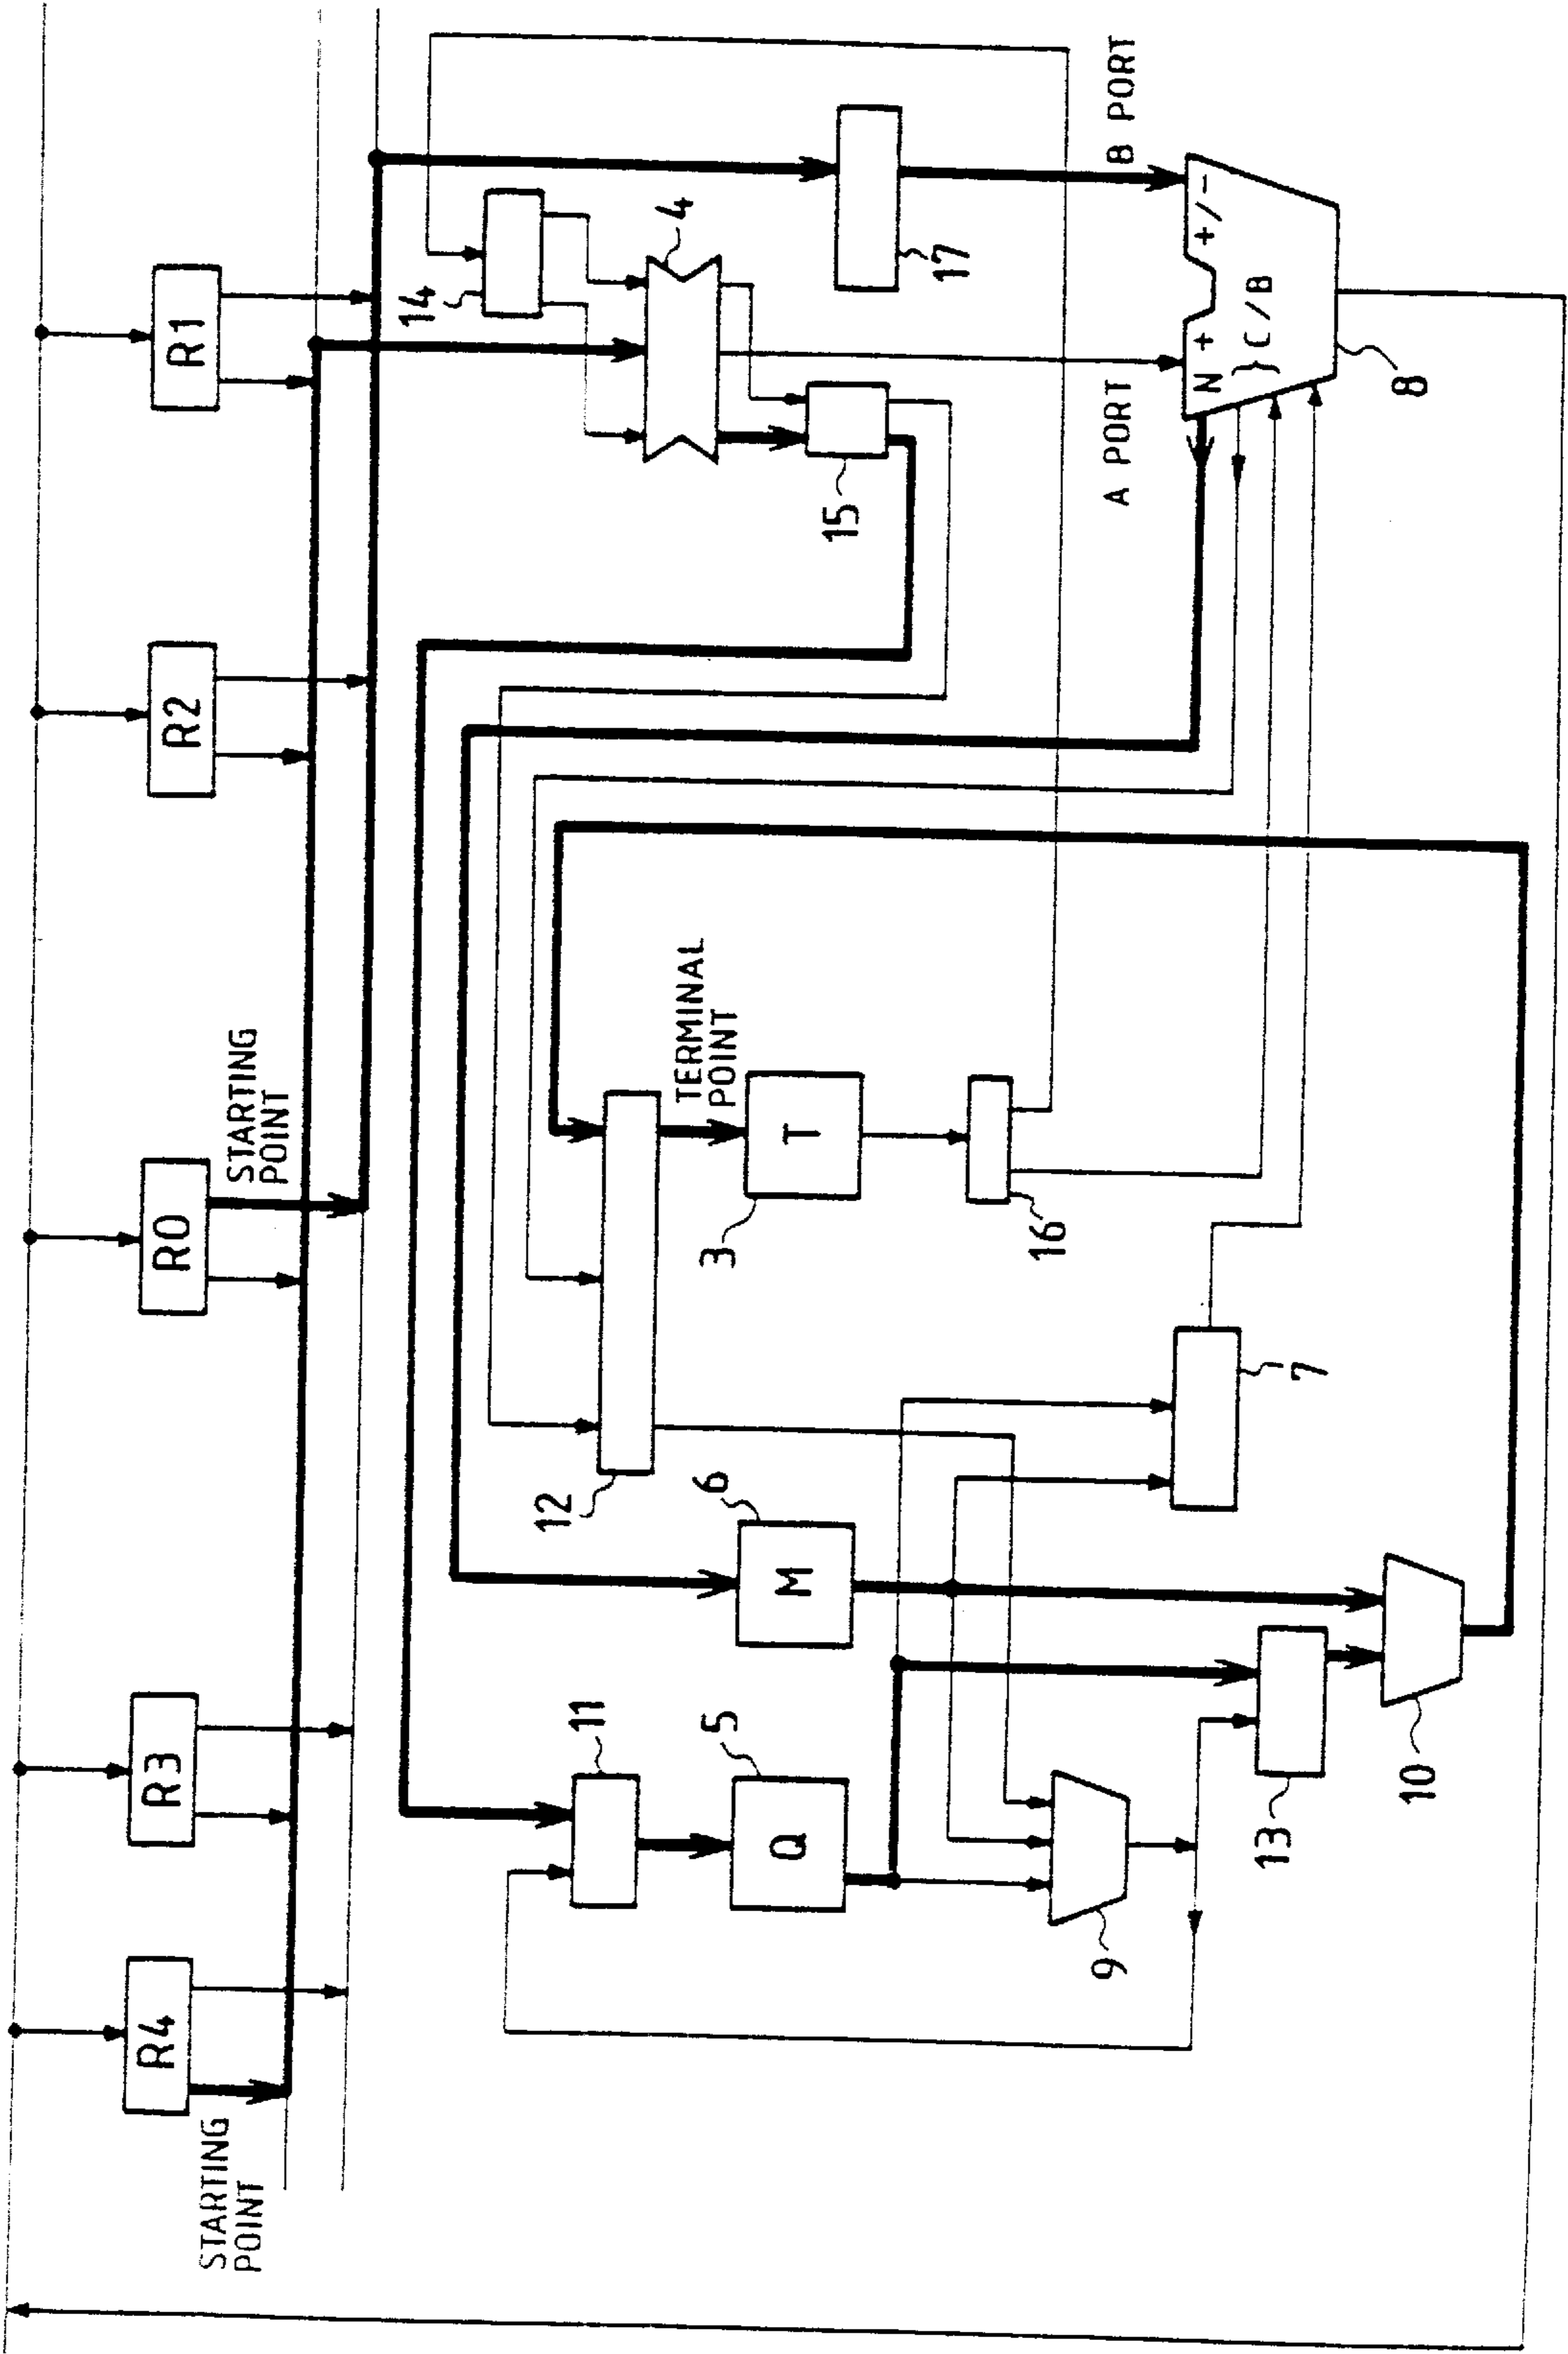 R4
R3
R0
R2
R1
STARTING
POINT
STARTING
POINT
14
4
11
5
Q
12
6
M
TERMINAL
POINT
3
T
15
17
9
13
10
7
16
A PORT
B PORT
N +
+/-
} C/B
8